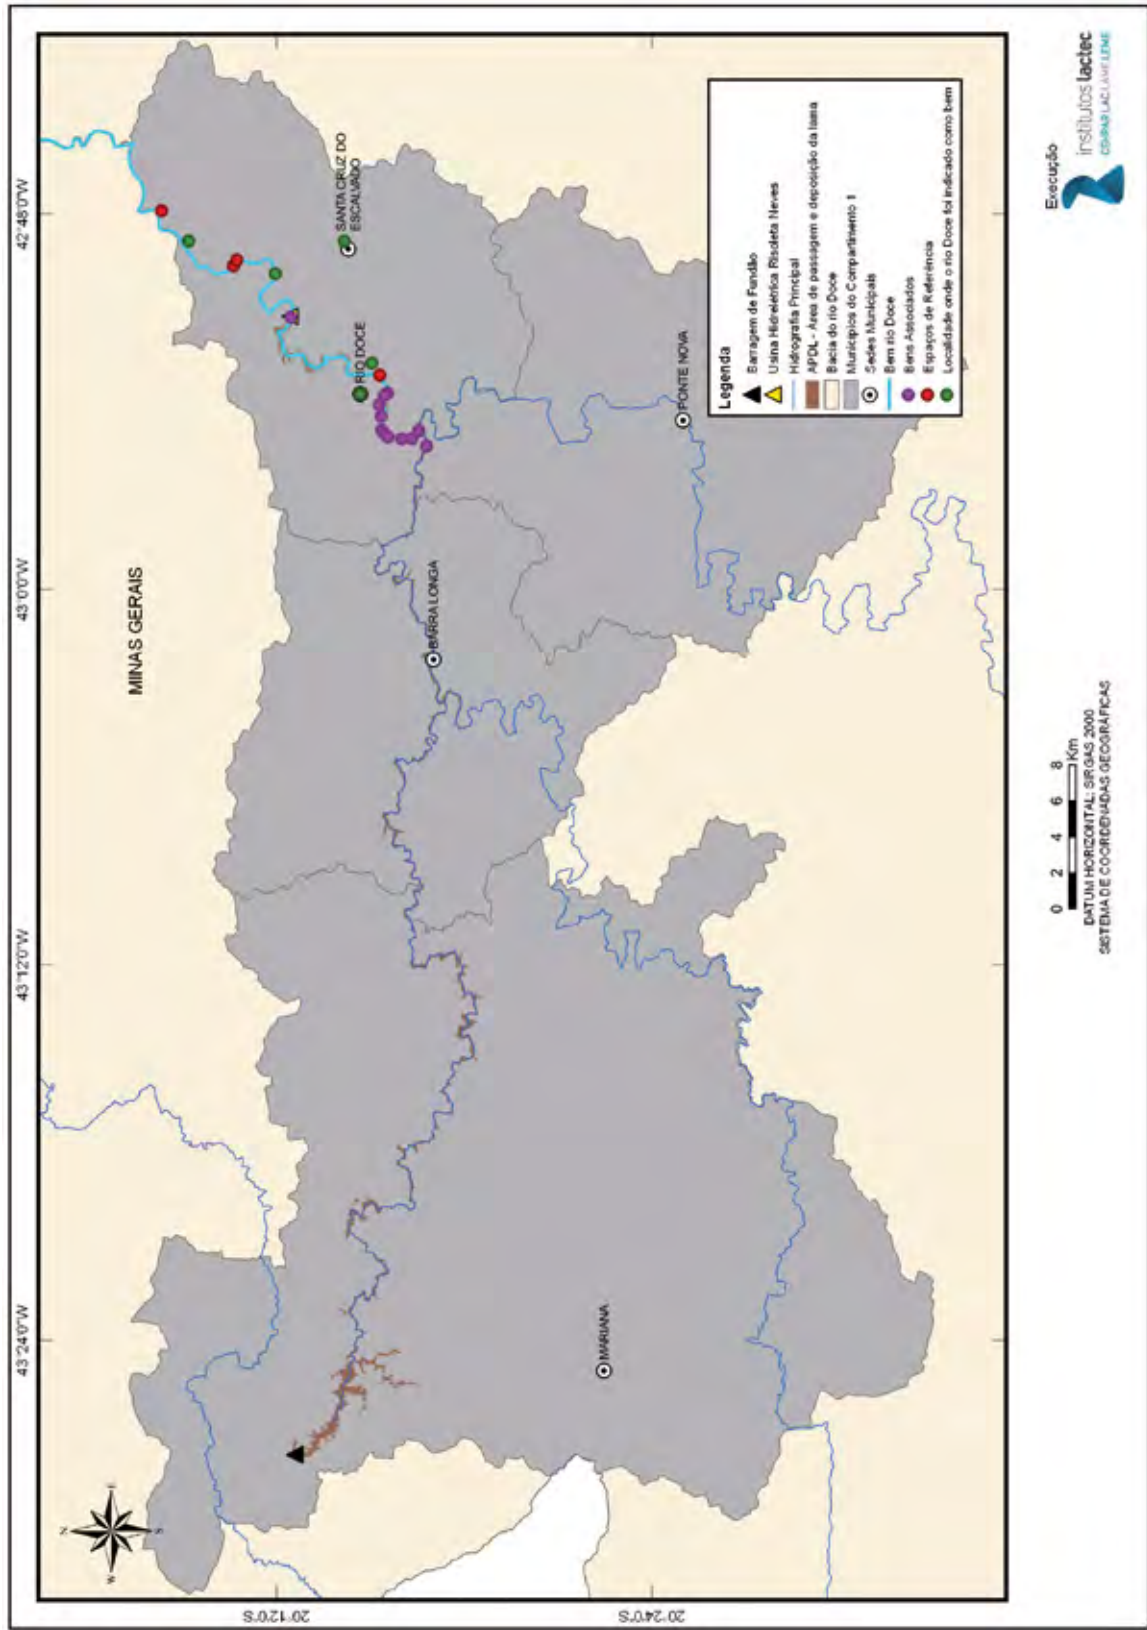 43°24'0"W
43°12'0"W
43°0'0"W
42°48'0"W
MINAS GERAIS
N
W
E
S
20°12'0"S
20°24'0"S
RIO DOCE
SANTA CRUZ DO
ESCALVADO
BARRA LONGA
PONTE NOVA
MARIANA
Legenda
Barragem de Fundão
Usina Hidrelétrica Risoleta Neves
Hidrografia Principal
APDL - Área de passagem e deposição da lama
Bacia do rio Doce
Municípios do Compartimento 1
Sedes Municipais
Bem rio Doce
Bens Associados
Espaços de Referência
Localidade onde o rio Doce foi indicado como bem
0 2 4 6 8
Km
DATUM HORIZONTAL: SIRGAS 2000
SISTEMA DE COORDENADAS GEOGRÁFICAS
Execução
institutos lactec